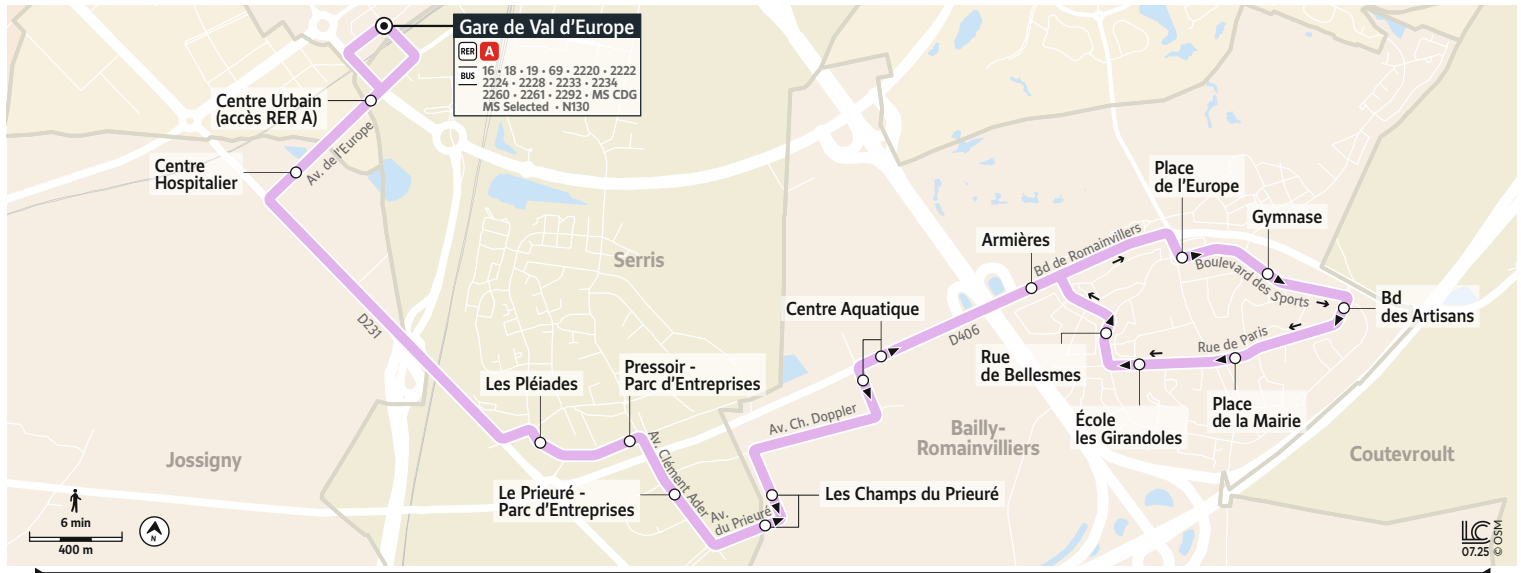 Gare de Val d'Europe
RER A
BUS
16 • 18 • 19 • 69 • 2220 • 2222
2224 • 2228 • 2233 • 2234
2260 • 2261 • 2292 • MS CDG
MS Selected • N130
Centre Urbain
(accès RER A)
Av. de l'Europe
Centre
Hospitalier
Place
de l'Europe
Gymnase
Armières
Bd de Romainvillers
Boulevard des Sports
Serris
Bd
des Artisans
Centre Aquatique
D231
D406
Rue de Paris
Rue
de Bellesmes
Pressoir -
Parc d'Entreprises
Les Pléiades
Place
de la Mairie
École
les Girandoles
Av. Ch. Doppler
Bailly-
Romainvilliers
Coutevroult
Jossigny
Av. Clément Ader
Le Prieuré -
Parc d'Entreprises
Av.
du Prieuré
Les Champs du Prieuré
6 min
400 m
N
LC
07.25
© OSM